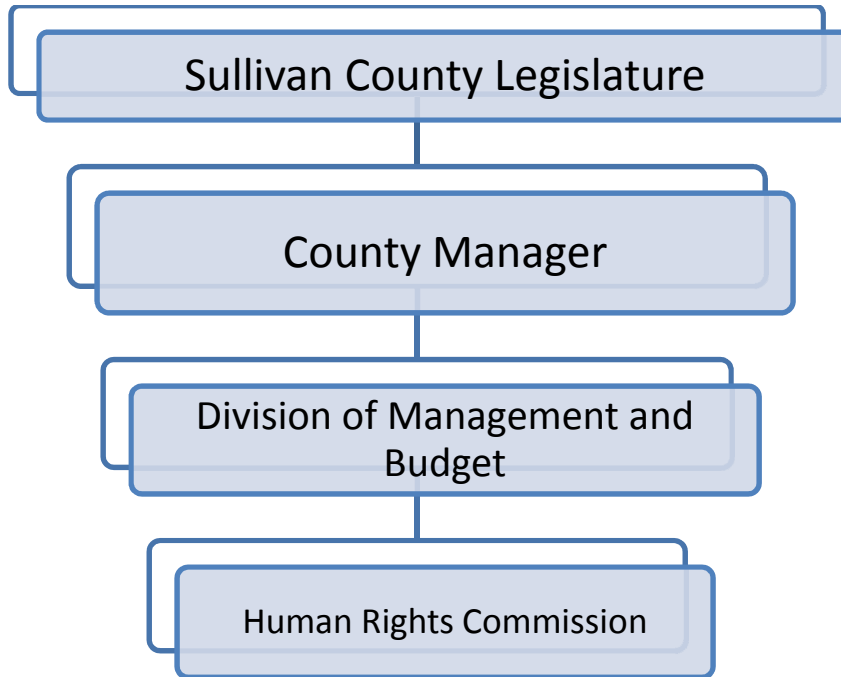 Sullivan County Legislature
County Manager
Division of Management and
Budget
Human Rights Commission